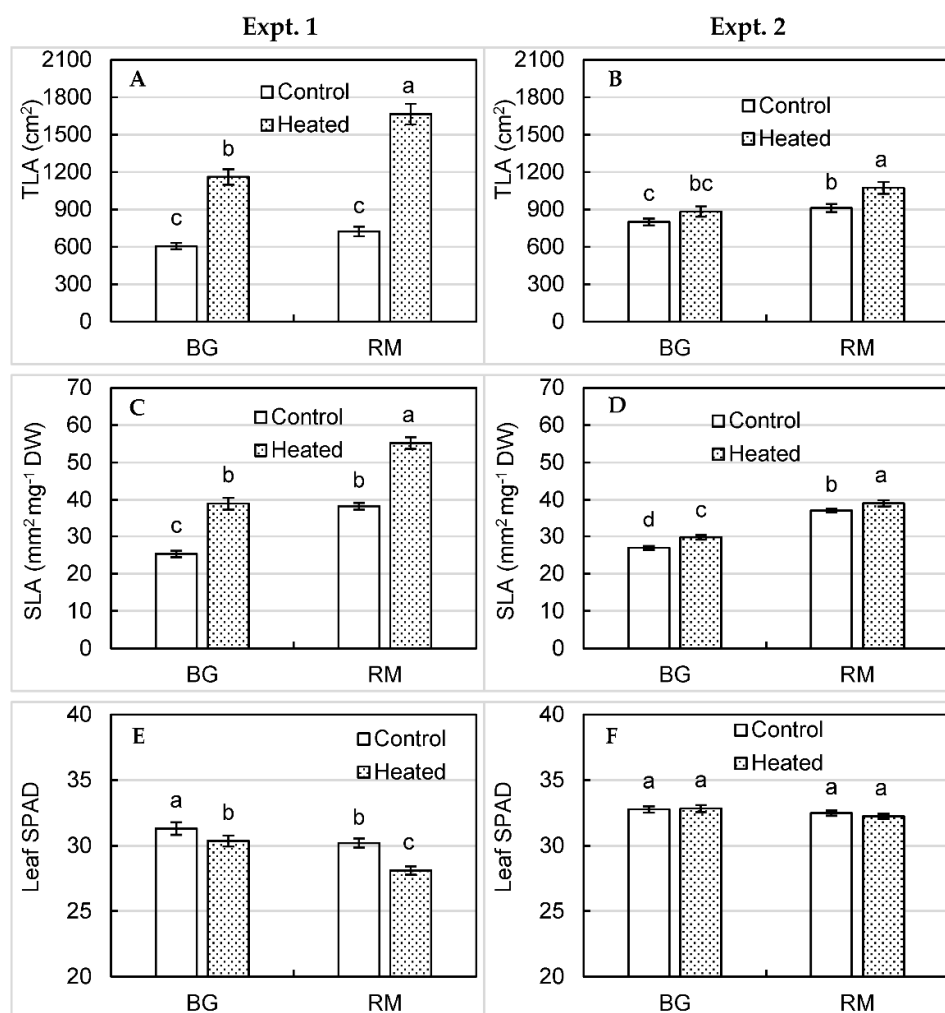 Expt. 1
Expt. 2
A
Control
Heated
TLA (cm²)
2100
1800
1500
1200
900
600
300
0
c
b
c
a
BG
RM
B
Control
Heated
TLA (cm²)
2100
1800
1500
1200
900
600
300
0
c
bc
b
a
BG
RM
C
Control
Heated
SLA (mm² mg⁻¹ DW)
70
60
50
40
30
20
10
0
c
b
b
a
BG
RM
D
Control
Heated
SLA (mm² mg⁻¹ DW)
70
60
50
40
30
20
10
0
d
c
b
a
BG
RM
E
Control
Heated
Leaf SPAD
40
35
30
25
20
a
b
b
c
BG
RM
F
Control
Heated
Leaf SPAD
40
35
30
25
20
a
a
a
a
BG
RM